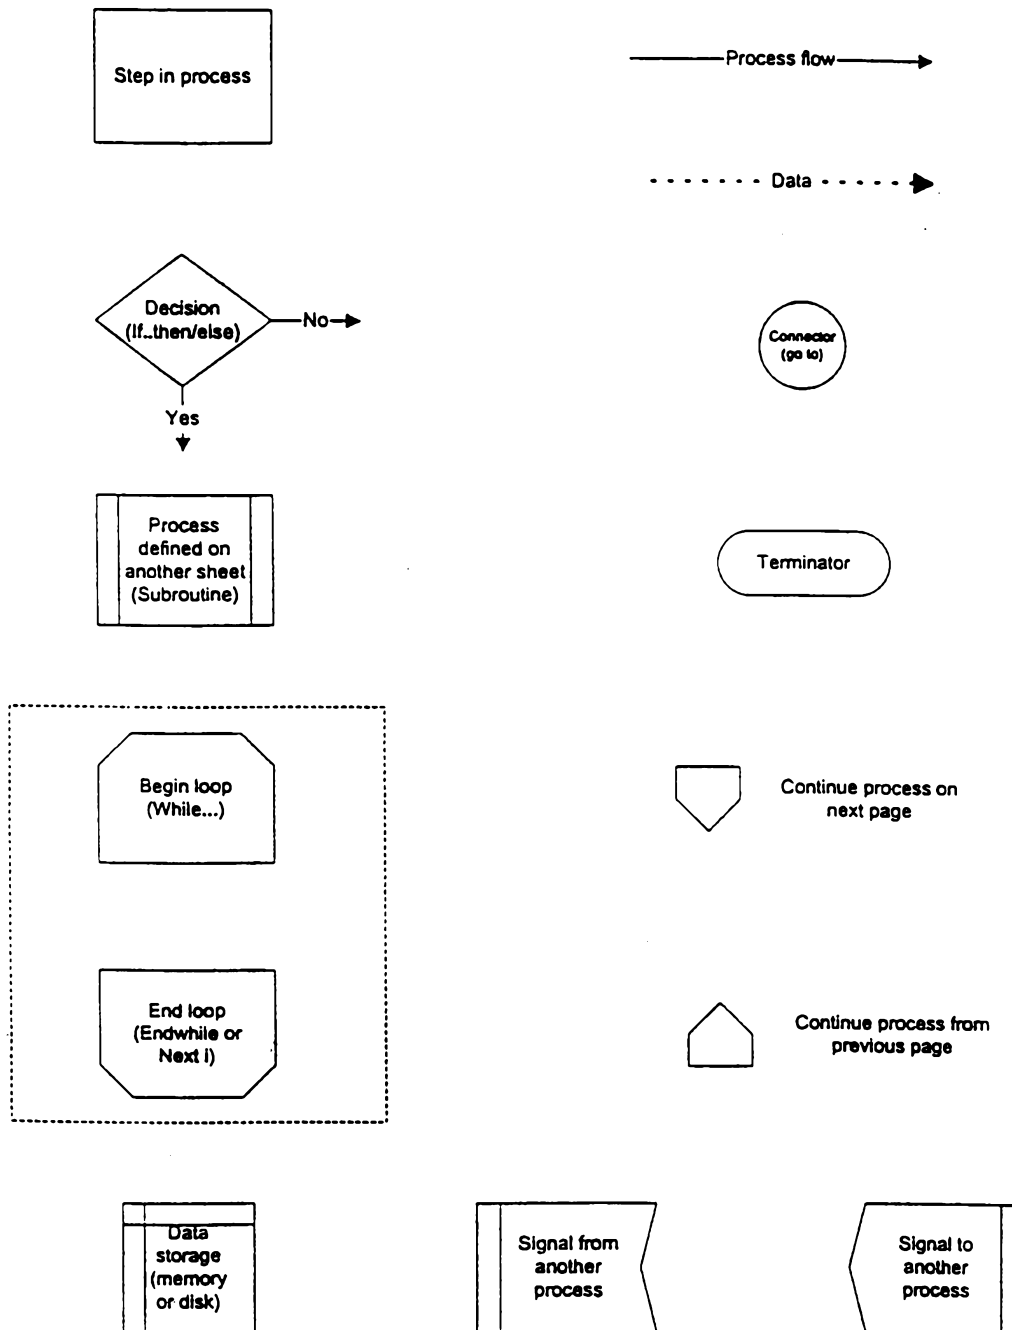 Step in process
Process flow
Data
Decision
(If..then/else)
No
Yes
Connector
(go to)
Process
defined on
another sheet
(Subroutine)
Terminator
Begin loop
(While...)
Continue process on
next page
End loop
(Endwhile or
Next i)
Continue process from
previous page
Data
storage
(memory
or disk)
Signal from
another
process
Signal to
another
process